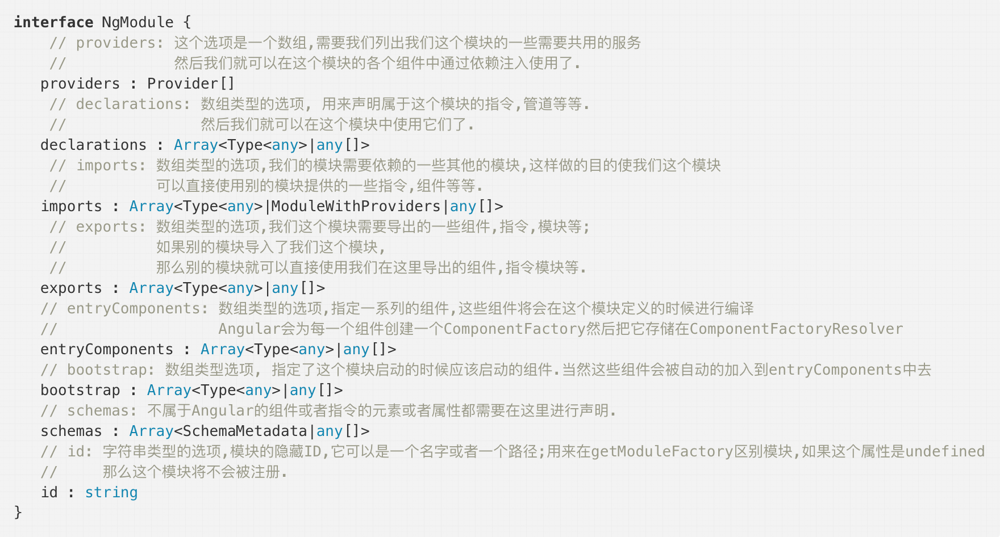 interface NgModule {
    // providers: 这个选项是一个数组,需要我们列出我们这个模块的一些需要共用的服务
    //            然后我们就可以在这个模块的各个组件中通过依赖注入使用了.
   providers : Provider[]
    // declarations: 数组类型的选项, 用来声明属于这个模块的指令,管道等等.
    //               然后我们就可以在这个模块中使用它们了.
   declarations : Array<Type<any>|any[]>
    // imports: 数组类型的选项,我们的模块需要依赖的一些其他的模块,这样做的目的使我们这个模块
    //          可以直接使用别的模块提供的一些指令,组件等等.
   imports : Array<Type<any>|ModuleWithProviders|any[]>
    // exports: 数组类型的选项,我们这个模块需要导出的一些组件,指令,模块等;
    //          如果别的模块导入了我们这个模块,
    //          那么别的模块就可以直接使用我们在这里导出的组件,指令模块等.
   exports : Array<Type<any>|any[]>
   // entryComponents: 数组类型的选项,指定一系列的组件,这些组件将会在这个模块定义的时候进行编译
   //                  Angular会为每一个组件创建一个ComponentFactory然后把它存储在ComponentFactoryResolver
   entryComponents : Array<Type<any>|any[]>
   // bootstrap: 数组类型选项, 指定了这个模块启动的时候应该启动的组件.当然这些组件会被自动的加入到entryComponents中去
   bootstrap : Array<Type<any>|any[]>
   // schemas: 不属于Angular的组件或者指令的元素或者属性都需要在这里进行声明.
   schemas : Array<SchemaMetadata|any[]>
   // id: 字符串类型的选项,模块的隐藏ID,它可以是一个名字或者一个路径;用来在getModuleFactory区别模块,如果这个属性是undefined
   //     那么这个模块将不会被注册.
   id : string
}